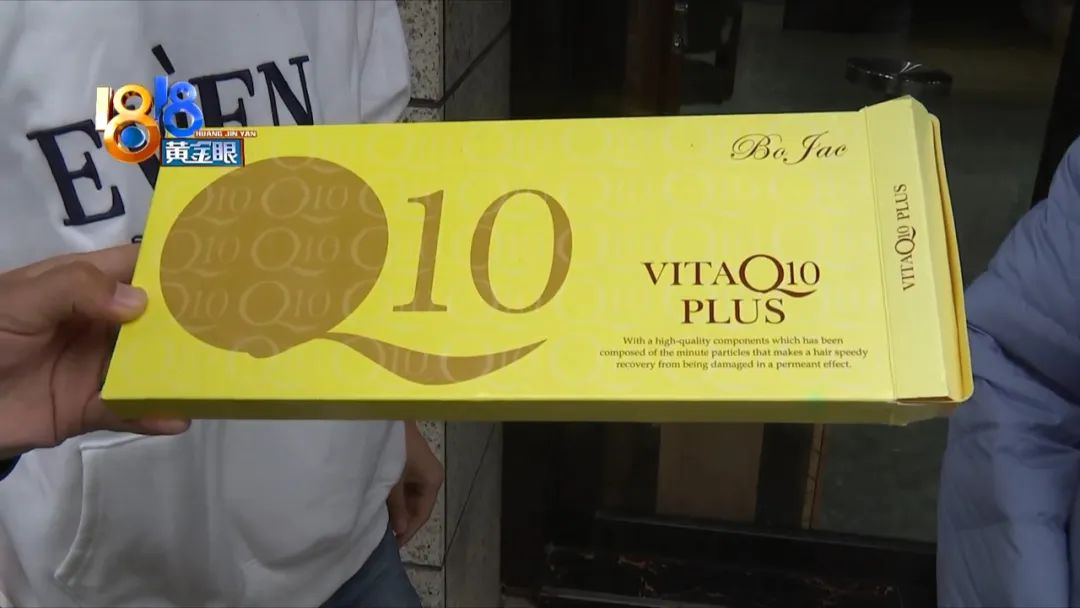 1818
HUANG JIN YAN
黄金眼
Q10
Bo Jac
VITAQ10
PLUS
With a high-quality components which has been
composed of the minute particles that makes a hair speedy
recovery from being damaged in a permeant effect.
VITAQ10 PLUS